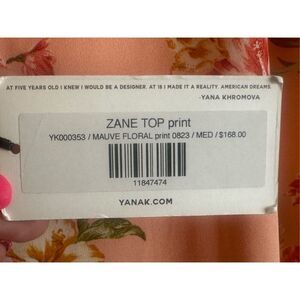 AT FIVE YEARS OLD I KNEW I WOULD BE A DESIGNER. AT 18 I MADE IT A REALITY. AMERICAN DREAMS.
-YANA KHROMOVA
ZANE TOP print
YK000353 / MAUVE FLORAL print 0823 / MED / $168.00
11847474
YANAK.COM